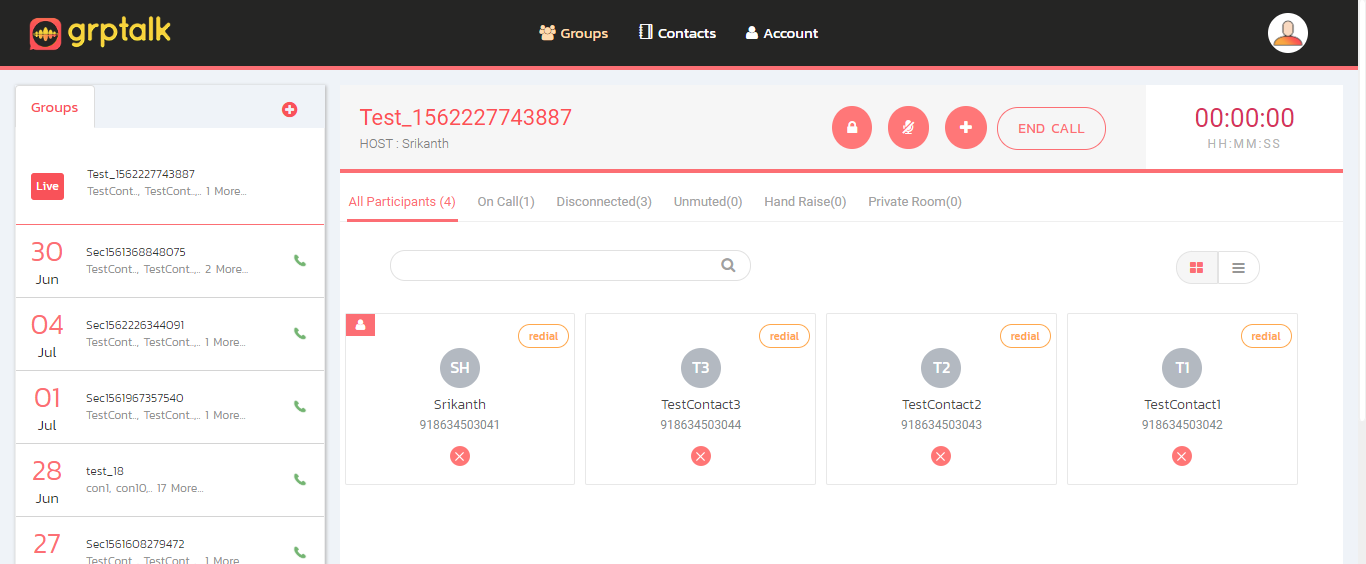 grptalk
Groups Contacts Account
Groups
Live
Test_1562227743887
TestCont.., TestCont..,.. 1 More...
30
Jun
Sec1561368848075
TestCont.., TestCont..,.. 2 More...
04
Jul
Sec1562226344091
TestCont.., TestCont..,.. 1 More...
01
Jul
Sec1561967357540
TestCont.., TestCont..,.. 1 More...
28
Jun
test_18
con1, con10,.. 17 More...
27
Sec1561608279472
TestCont.., TestCont..,.. 1 More...
Test_1562227743887
HOST : Srikanth
END CALL
00:00:00
HH:MM:SS
All Participants (4) On Call(1) Disconnected(3) Unmuted(0) Hand Raise(0) Private Room(0)
redial
SH
Srikanth
918634503041
redial
T3
TestContact3
918634503044
redial
T2
TestContact2
918634503043
redial
T1
TestContact1
918634503042